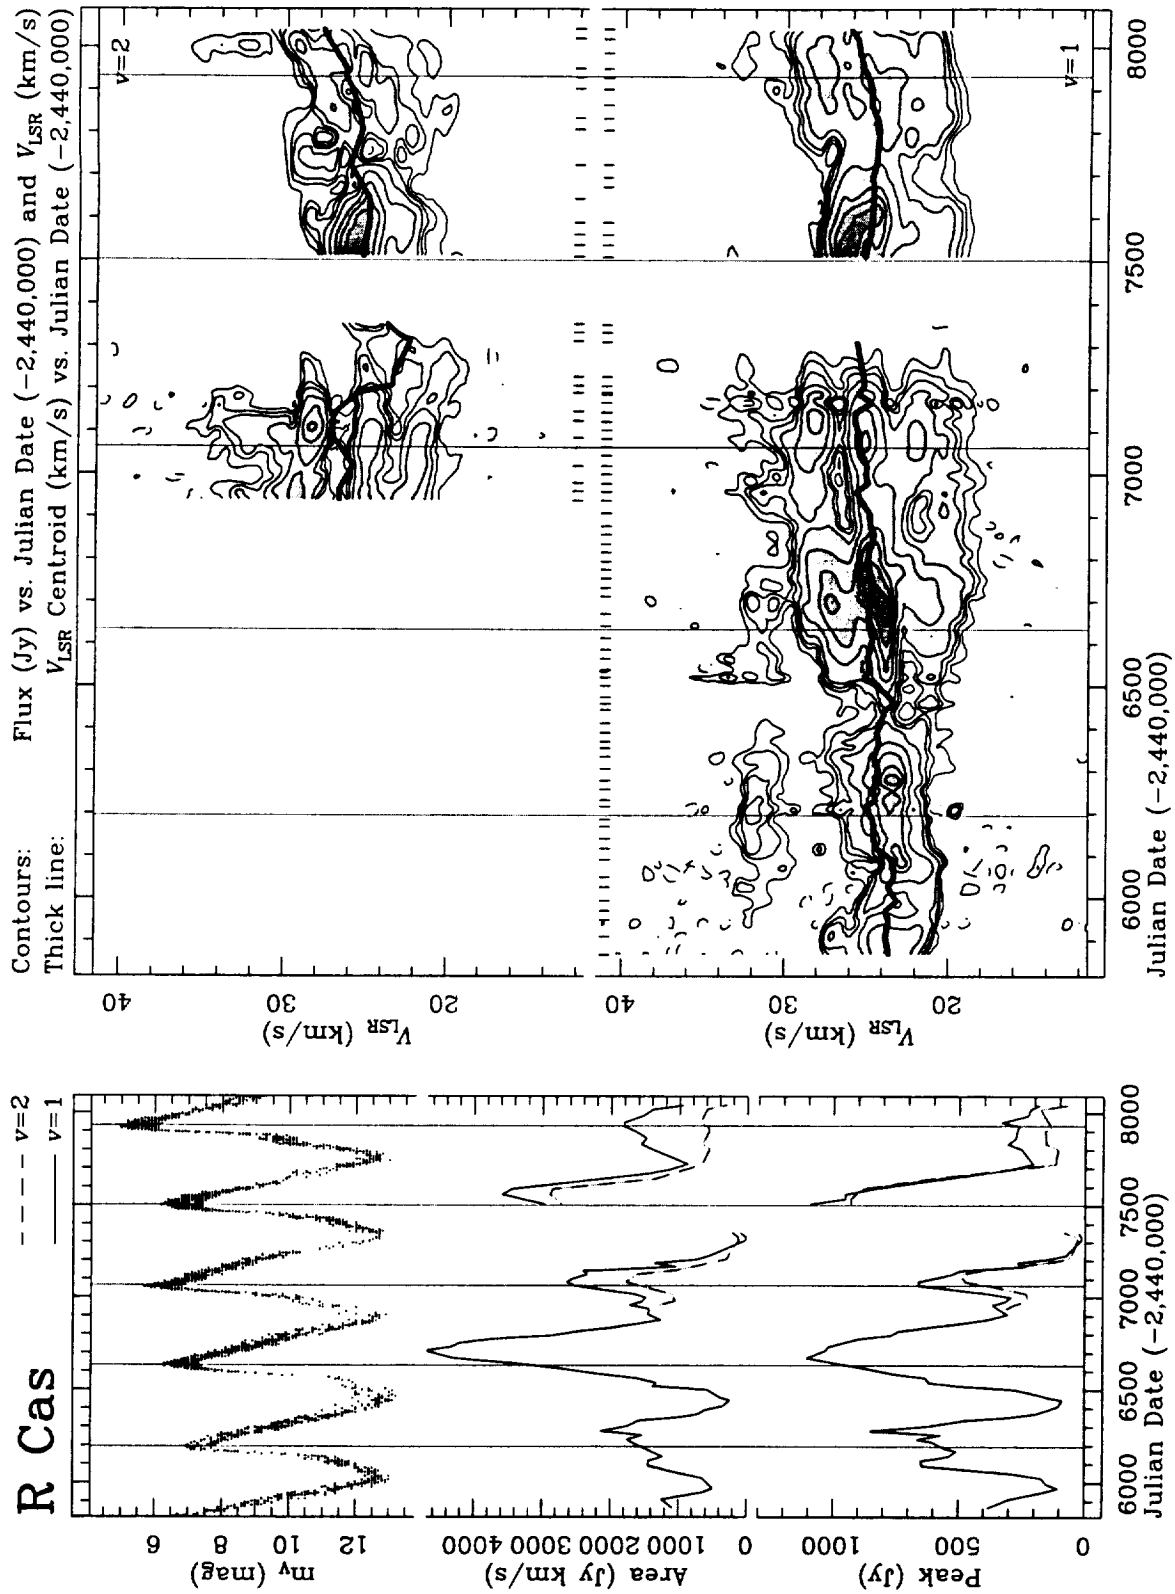 R Cas
- - - - v=2
—— v=1
m_v (mag)
6
8
10
12
Area (Jy km/s)
0 1000 2000 3000 4000
Peak (Jy)
0
500
1000
6000 6500 7000 7500 8000
Julian Date (−2,440,000)
Contours: Flux (Jy) vs. Julian Date (−2,440,000) and V_LSR (km/s)
Thick line: V_LSR Centroid (km/s) vs. Julian Date (−2,440,000)
v=2
V_LSR (km/s)
40
30
20
v=1
V_LSR (km/s)
40
30
20
6000 6500 7000 7500 8000
Julian Date (−2,440,000)